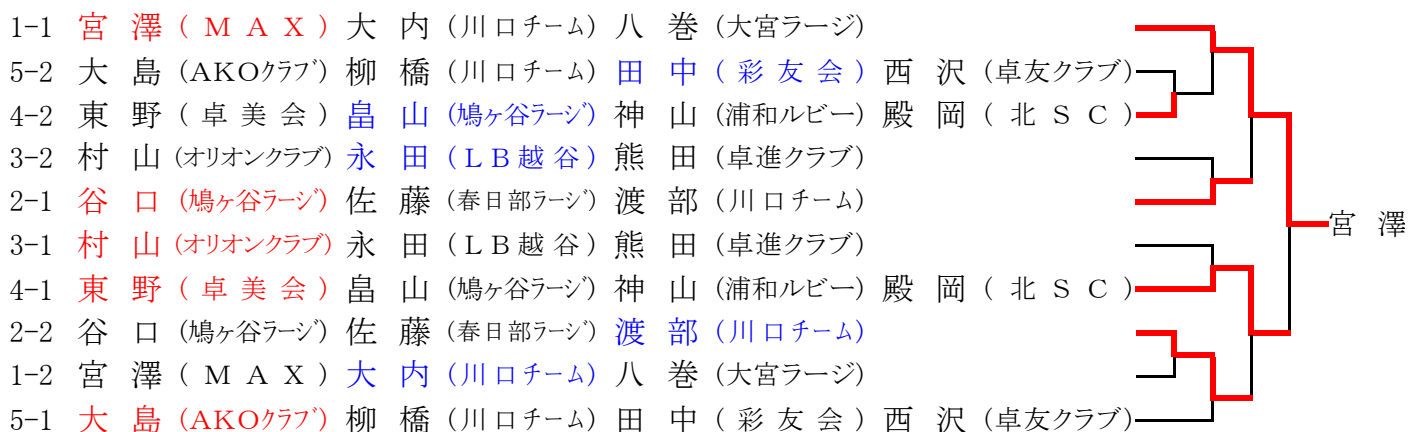 1-1 宮 澤 ( M A X ) 大 内 (川口チーム) 八 巻 (大宮ラージ)
5-2 大 島 (AKOクラブ) 柳 橋 (川口チーム) 田 中 ( 彩 友 会 ) 西 沢 (卓友クラブ)
4-2 東 野 ( 卓 美 会 ) 畠 山 (鳩ヶ谷ラージ) 神 山 (浦和ルビー) 殿 岡 ( 北 S C )
3-2 村 山 (オリオンクラブ) 永 田 ( L B 越 谷 ) 熊 田 (卓進クラブ)
2-1 谷 口 (鳩ヶ谷ラージ) 佐 藤 (春日部ラージ) 渡 部 (川口チーム)
宮 澤
3-1 村 山 (オリオンクラブ) 永 田 ( L B 越 谷 ) 熊 田 (卓進クラブ)
4-1 東 野 ( 卓 美 会 ) 畠 山 (鳩ヶ谷ラージ) 神 山 (浦和ルビー) 殿 岡 ( 北 S C )
2-2 谷 口 (鳩ヶ谷ラージ) 佐 藤 (春日部ラージ) 渡 部 (川口チーム)
1-2 宮 澤 ( M A X ) 大 内 (川口チーム) 八 巻 (大宮ラージ)
5-1 大 島 (AKOクラブ) 柳 橋 (川口チーム) 田 中 ( 彩 友 会 ) 西 沢 (卓友クラブ)